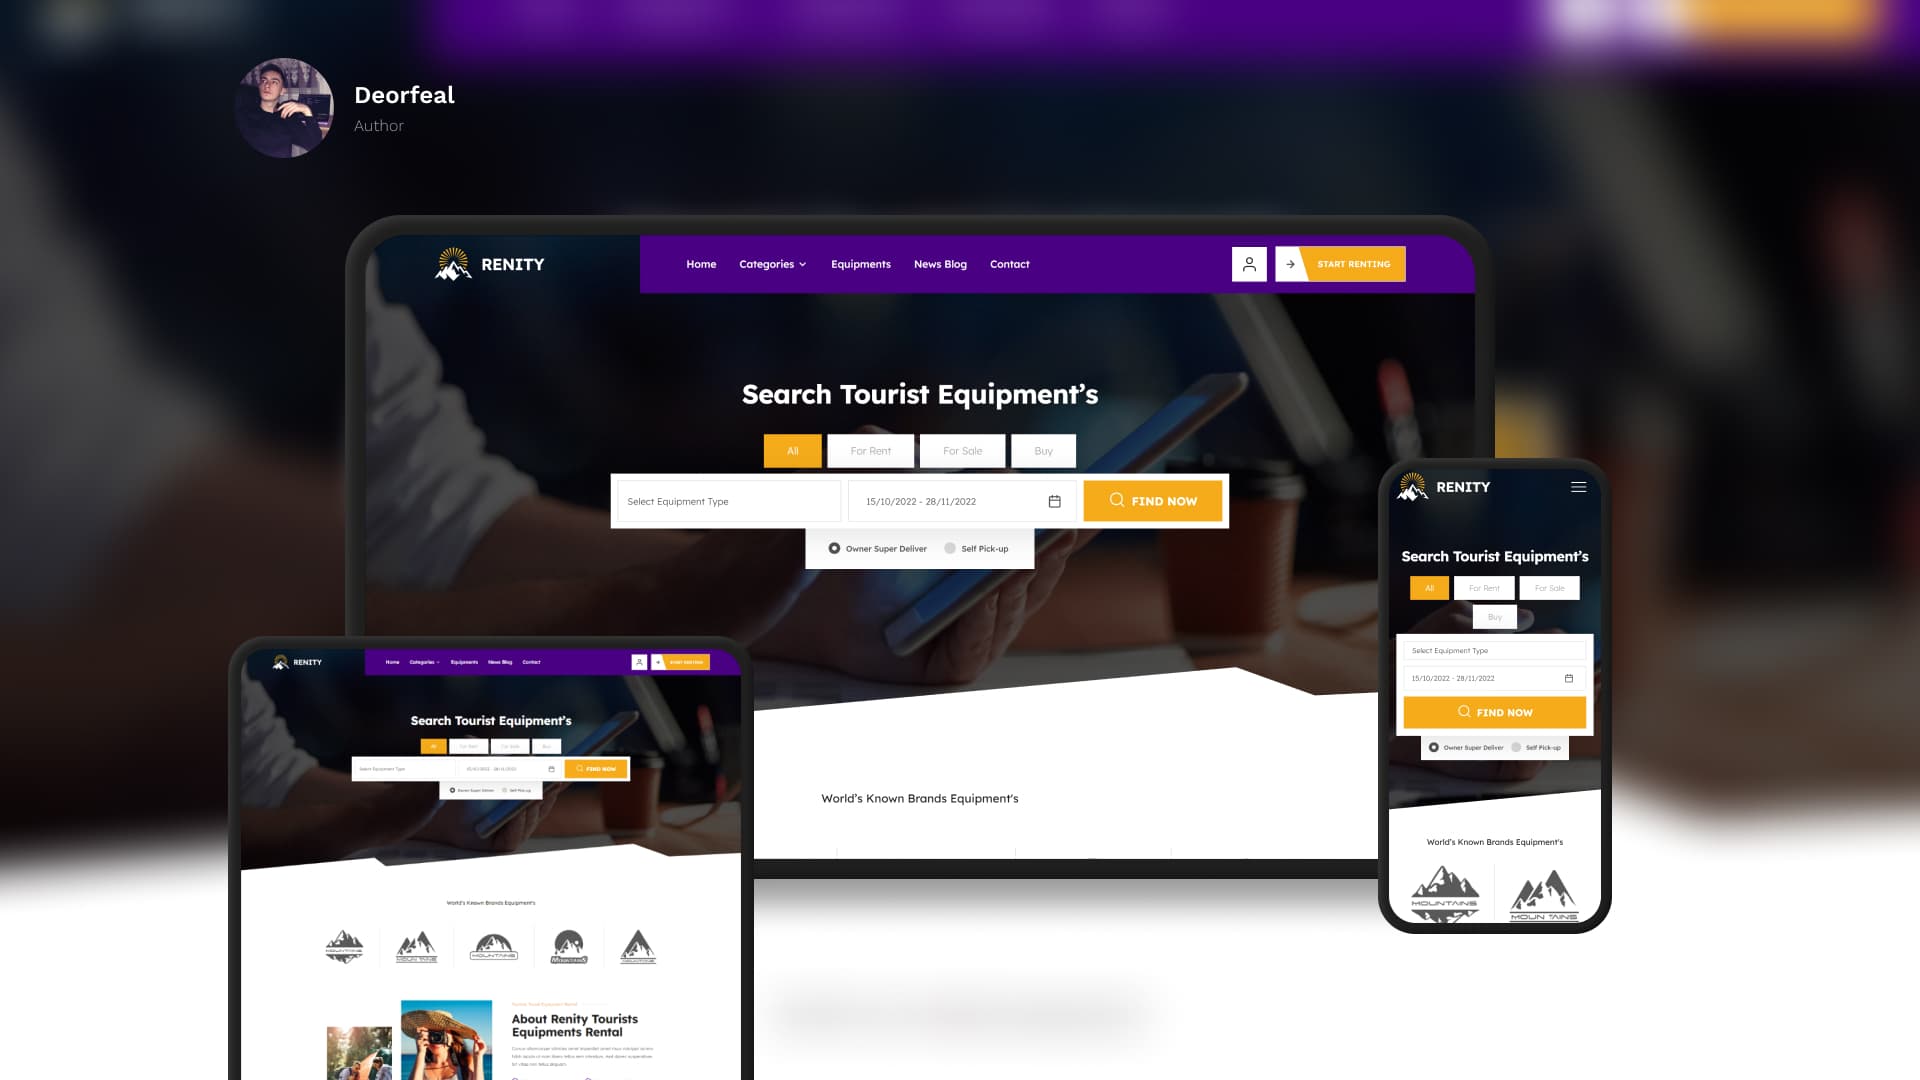 Deorfeal
Author
RENITY
Home Categories Equipments News Blog Contact
START RENTING
Search Tourist Equipment’s
All For Rent For Sale Buy
Select Equipment Type 15/10/2022 - 28/11/2022 FIND NOW
Owner Super Deliver Self Pick-up
World’s Known Brands Equipment's
RENITY
Search Tourist Equipment’s
All For Rent For Sale
Buy
Select Equipment Type
15/10/2022 - 28/11/2022
FIND NOW
Owner Super Deliver Self Pick-up
World’s Known Brands Equipment's
MOUNTAINS MOUNTAINS
RENITY
Home Categories Equipments News Blog Contact
START RENTING
Search Tourist Equipment’s
All For Rent For Sale Buy
Select Equipment Type 15/10/2022 - 28/11/2022 FIND NOW
Owner Super Deliver Self Pick-up
World’s Known Brands Equipment's
MOUNTAINS MOUNTAINS MOUNTAINS MOUNTAINS MOUNTAINS
About Renity Tourists
Equipments Rental